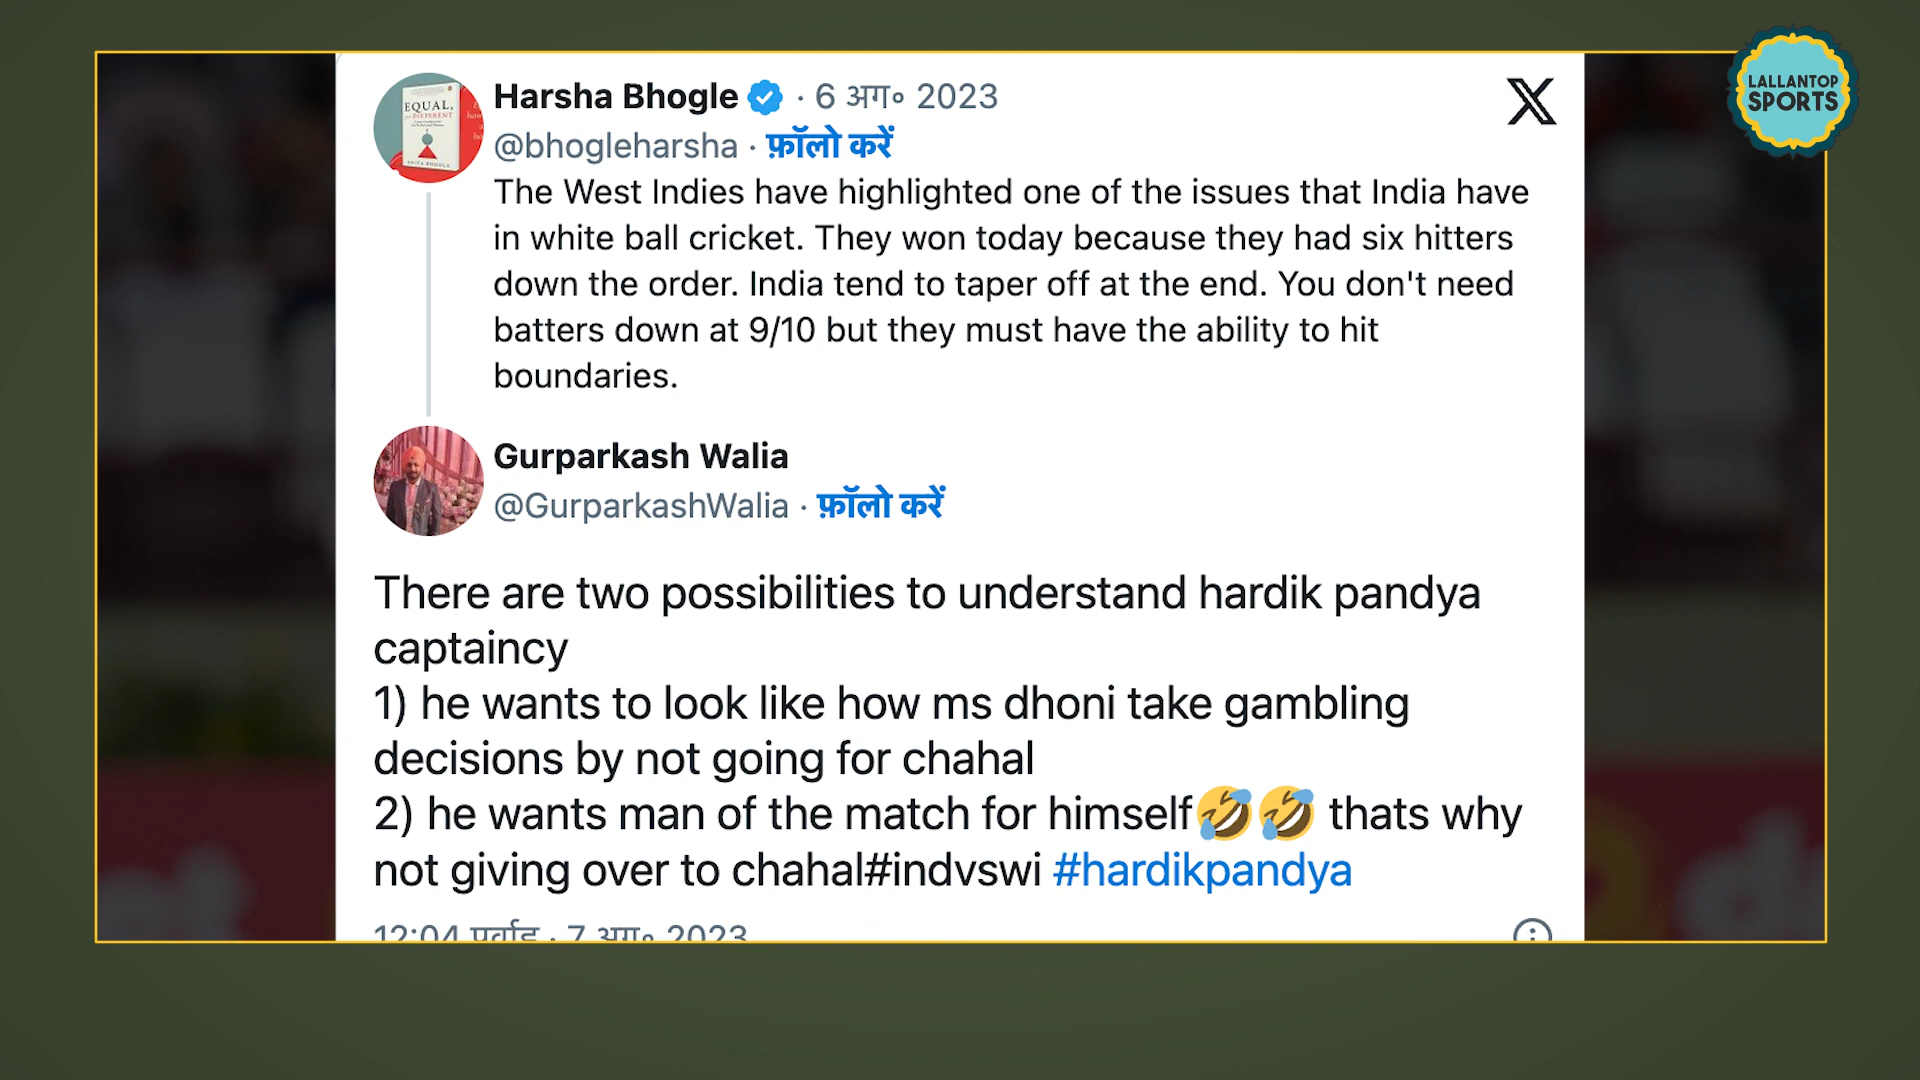 LALLANTOP
SPORTS
EQUAL,
Harsha Bhogle · 6 अग॰ 2023
@bhogleharsha · फ़ॉलो करें
The West Indies have highlighted one of the issues that India have
in white ball cricket. They won today because they had six hitters
down the order. India tend to taper off at the end. You don't need
batters down at 9/10 but they must have the ability to hit
boundaries.
Gurparkash Walia
@GurparkashWalia · फ़ॉलो करें
There are two possibilities to understand hardik pandya
captaincy
1) he wants to look like how ms dhoni take gambling
decisions by not going for chahal
2) he wants man of the match for himself🤣🤣 thats why
not giving over to chahal#indvswi #hardikpandya
12:04 पूर्वाह्न · 7 अग॰ 2023